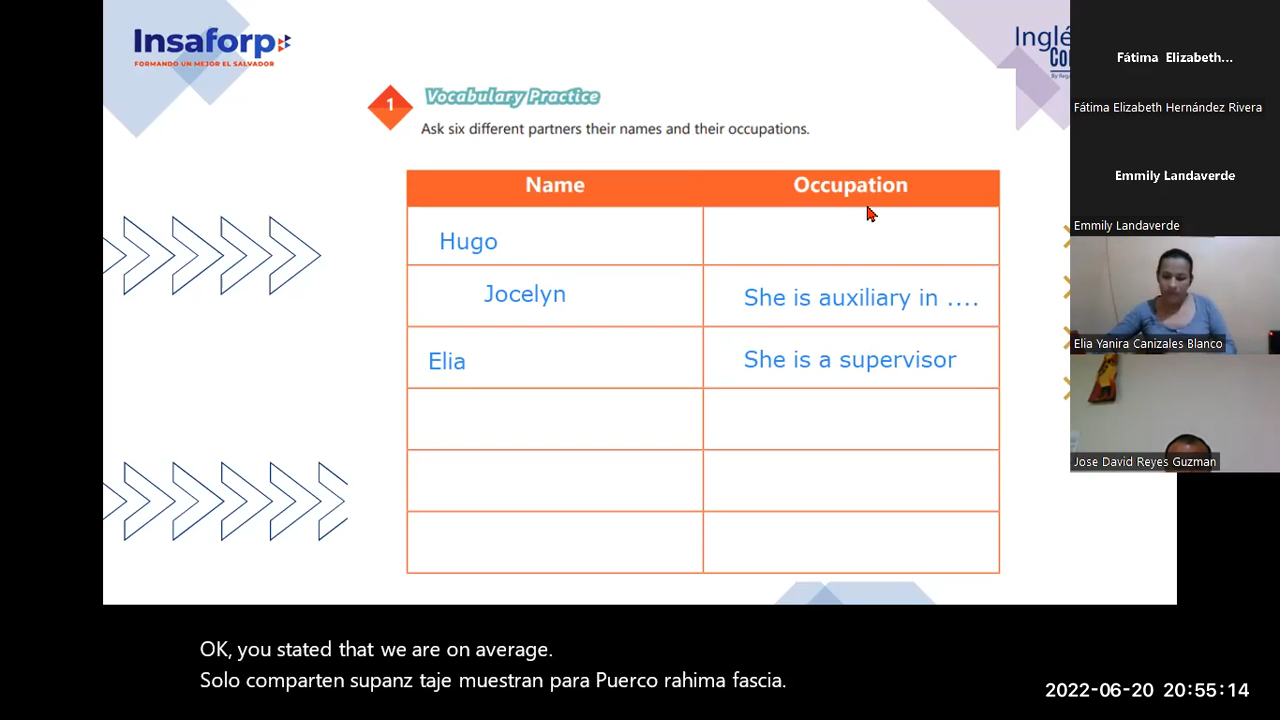 Insaforp
FORMANDO UN MEJOR EL SALVADOR
Inglé
CO
By Rega
1
Vocabulary Practice
Ask six different partners their names and their occupations.
Name Occupation
Hugo
Jocelyn She is auxiliary in ....
Elia She is a supervisor
Fátima Elizabeth...
Fátima Elizabeth Hernández Rivera
Emmily Landaverde
Emmily Landaverde
Elia Yanira Canizales Blanco
Jose David Reyes Guzman
OK, you stated that we are on average.
Solo comparten supanz taje muestran para Puerco rahima fascia.
2022-06-20 20:55:14